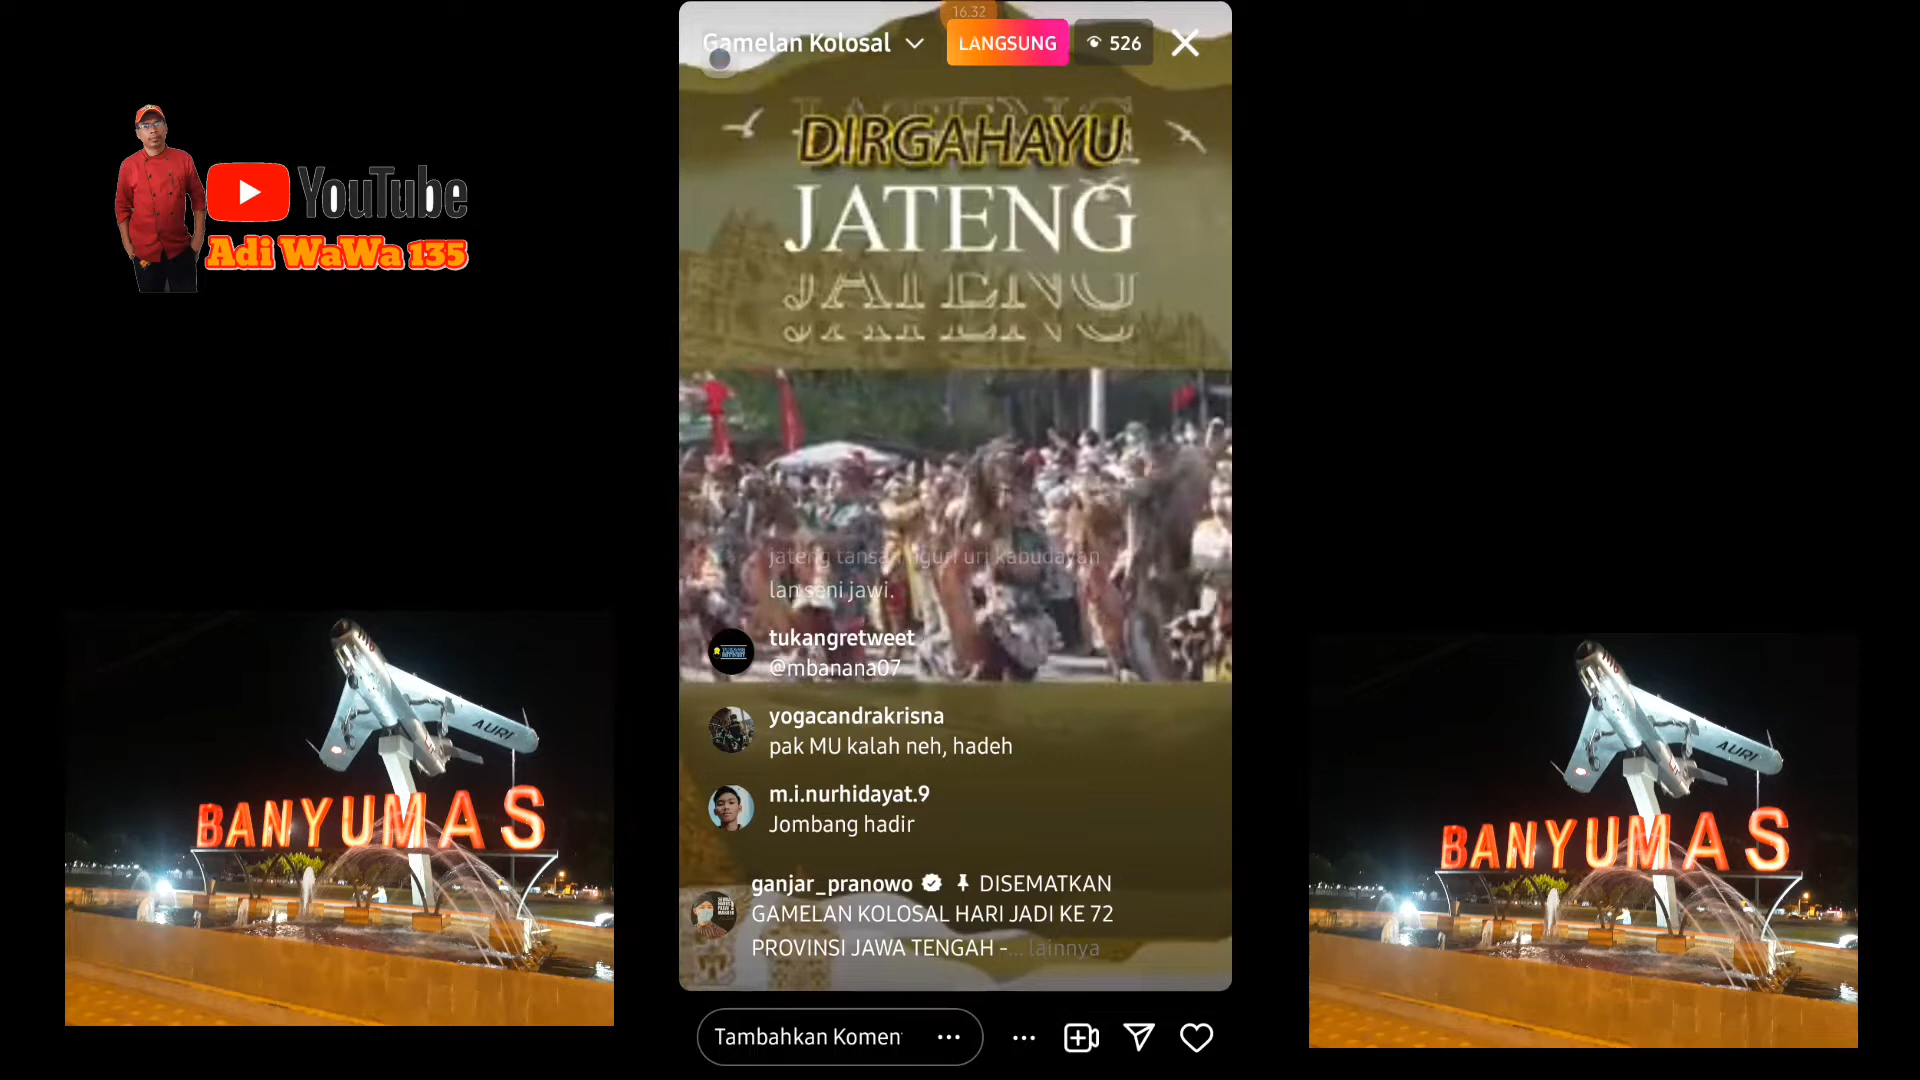 16.32
Gamelan Kolosal
LANGSUNG
526
YouTube
Adi WaWa 135
DIRGAHAYU
JATENG
JATENG
jateng tansah nguri uri kabudayan
lan seni jawi.
tukangretweet
@mbanana07
yogacandrakrisna
pak MU kalah neh, hadeh
m.i.nurhidayat.9
Jombang hadir
ganjar_pranowo DISEMATKAN
GAMELAN KOLOSAL HARI JADI KE 72
PROVINSI JAWA TENGAH -... lainnya
Tambahkan Komen
AURI
BANYUMAS
AURI
BANYUMAS